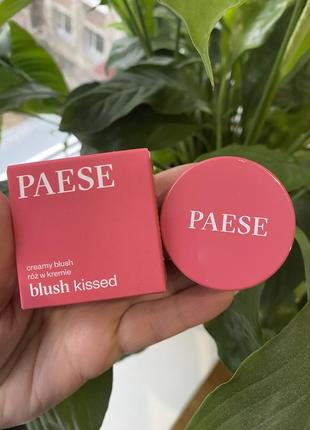 PAESE
creamy blush
róż w kremie
blush kissed
PAESE